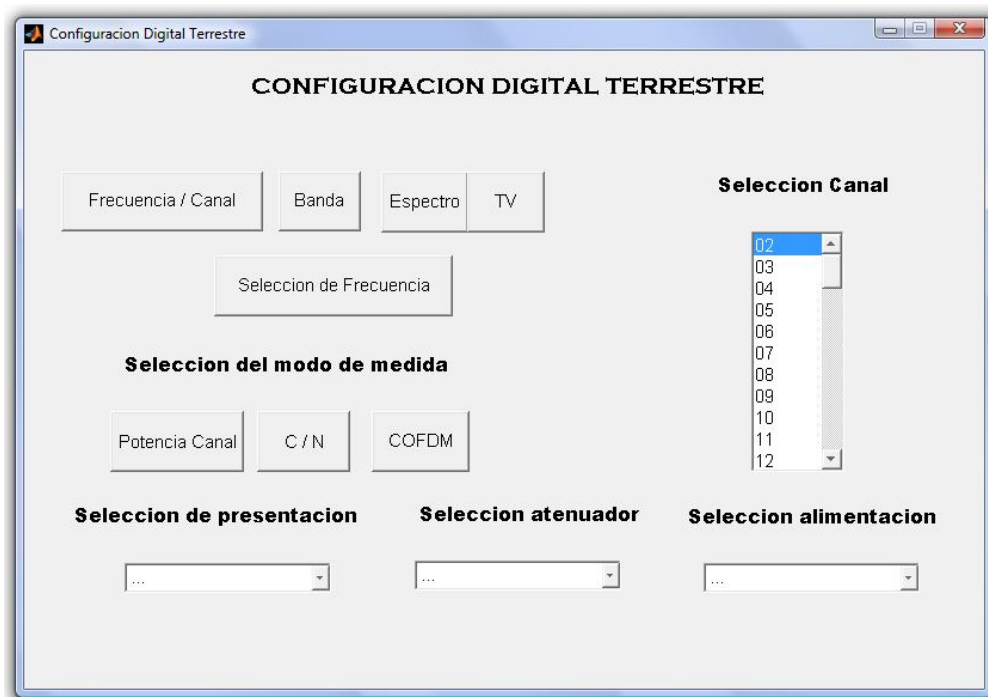 Configuracion Digital Terrestre
CONFIGURACION DIGITAL TERRESTRE
Frecuencia / Canal
Banda
Espectro
TV
Seleccion de Frecuencia
Seleccion Canal
02
03
04
05
06
07
08
09
10
11
12
Seleccion del modo de medida
Potencia Canal
C / N
COFDM
Seleccion de presentacion
...
Seleccion atenuador
...
Seleccion alimentacion
...